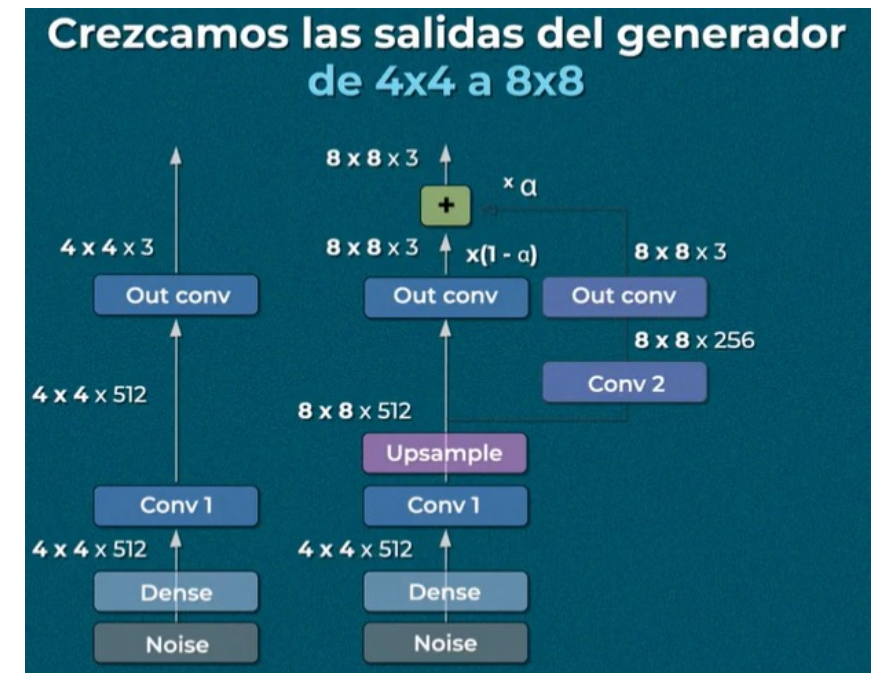 Crezcamos las salidas del generador
de 4x4 a 8x8
4 x 4 x 3
Out conv
4 x 4 x 512
Conv 1
4 x 4 x 512
Dense
Noise
8 x 8 x 3
x α
+
8 x 8 x 3
x(1 - α)
Out conv
8 x 8 x 512
Upsample
Conv 1
4 x 4 x 512
Dense
Noise
8 x 8 x 3
Out conv
8 x 8 x 256
Conv 2